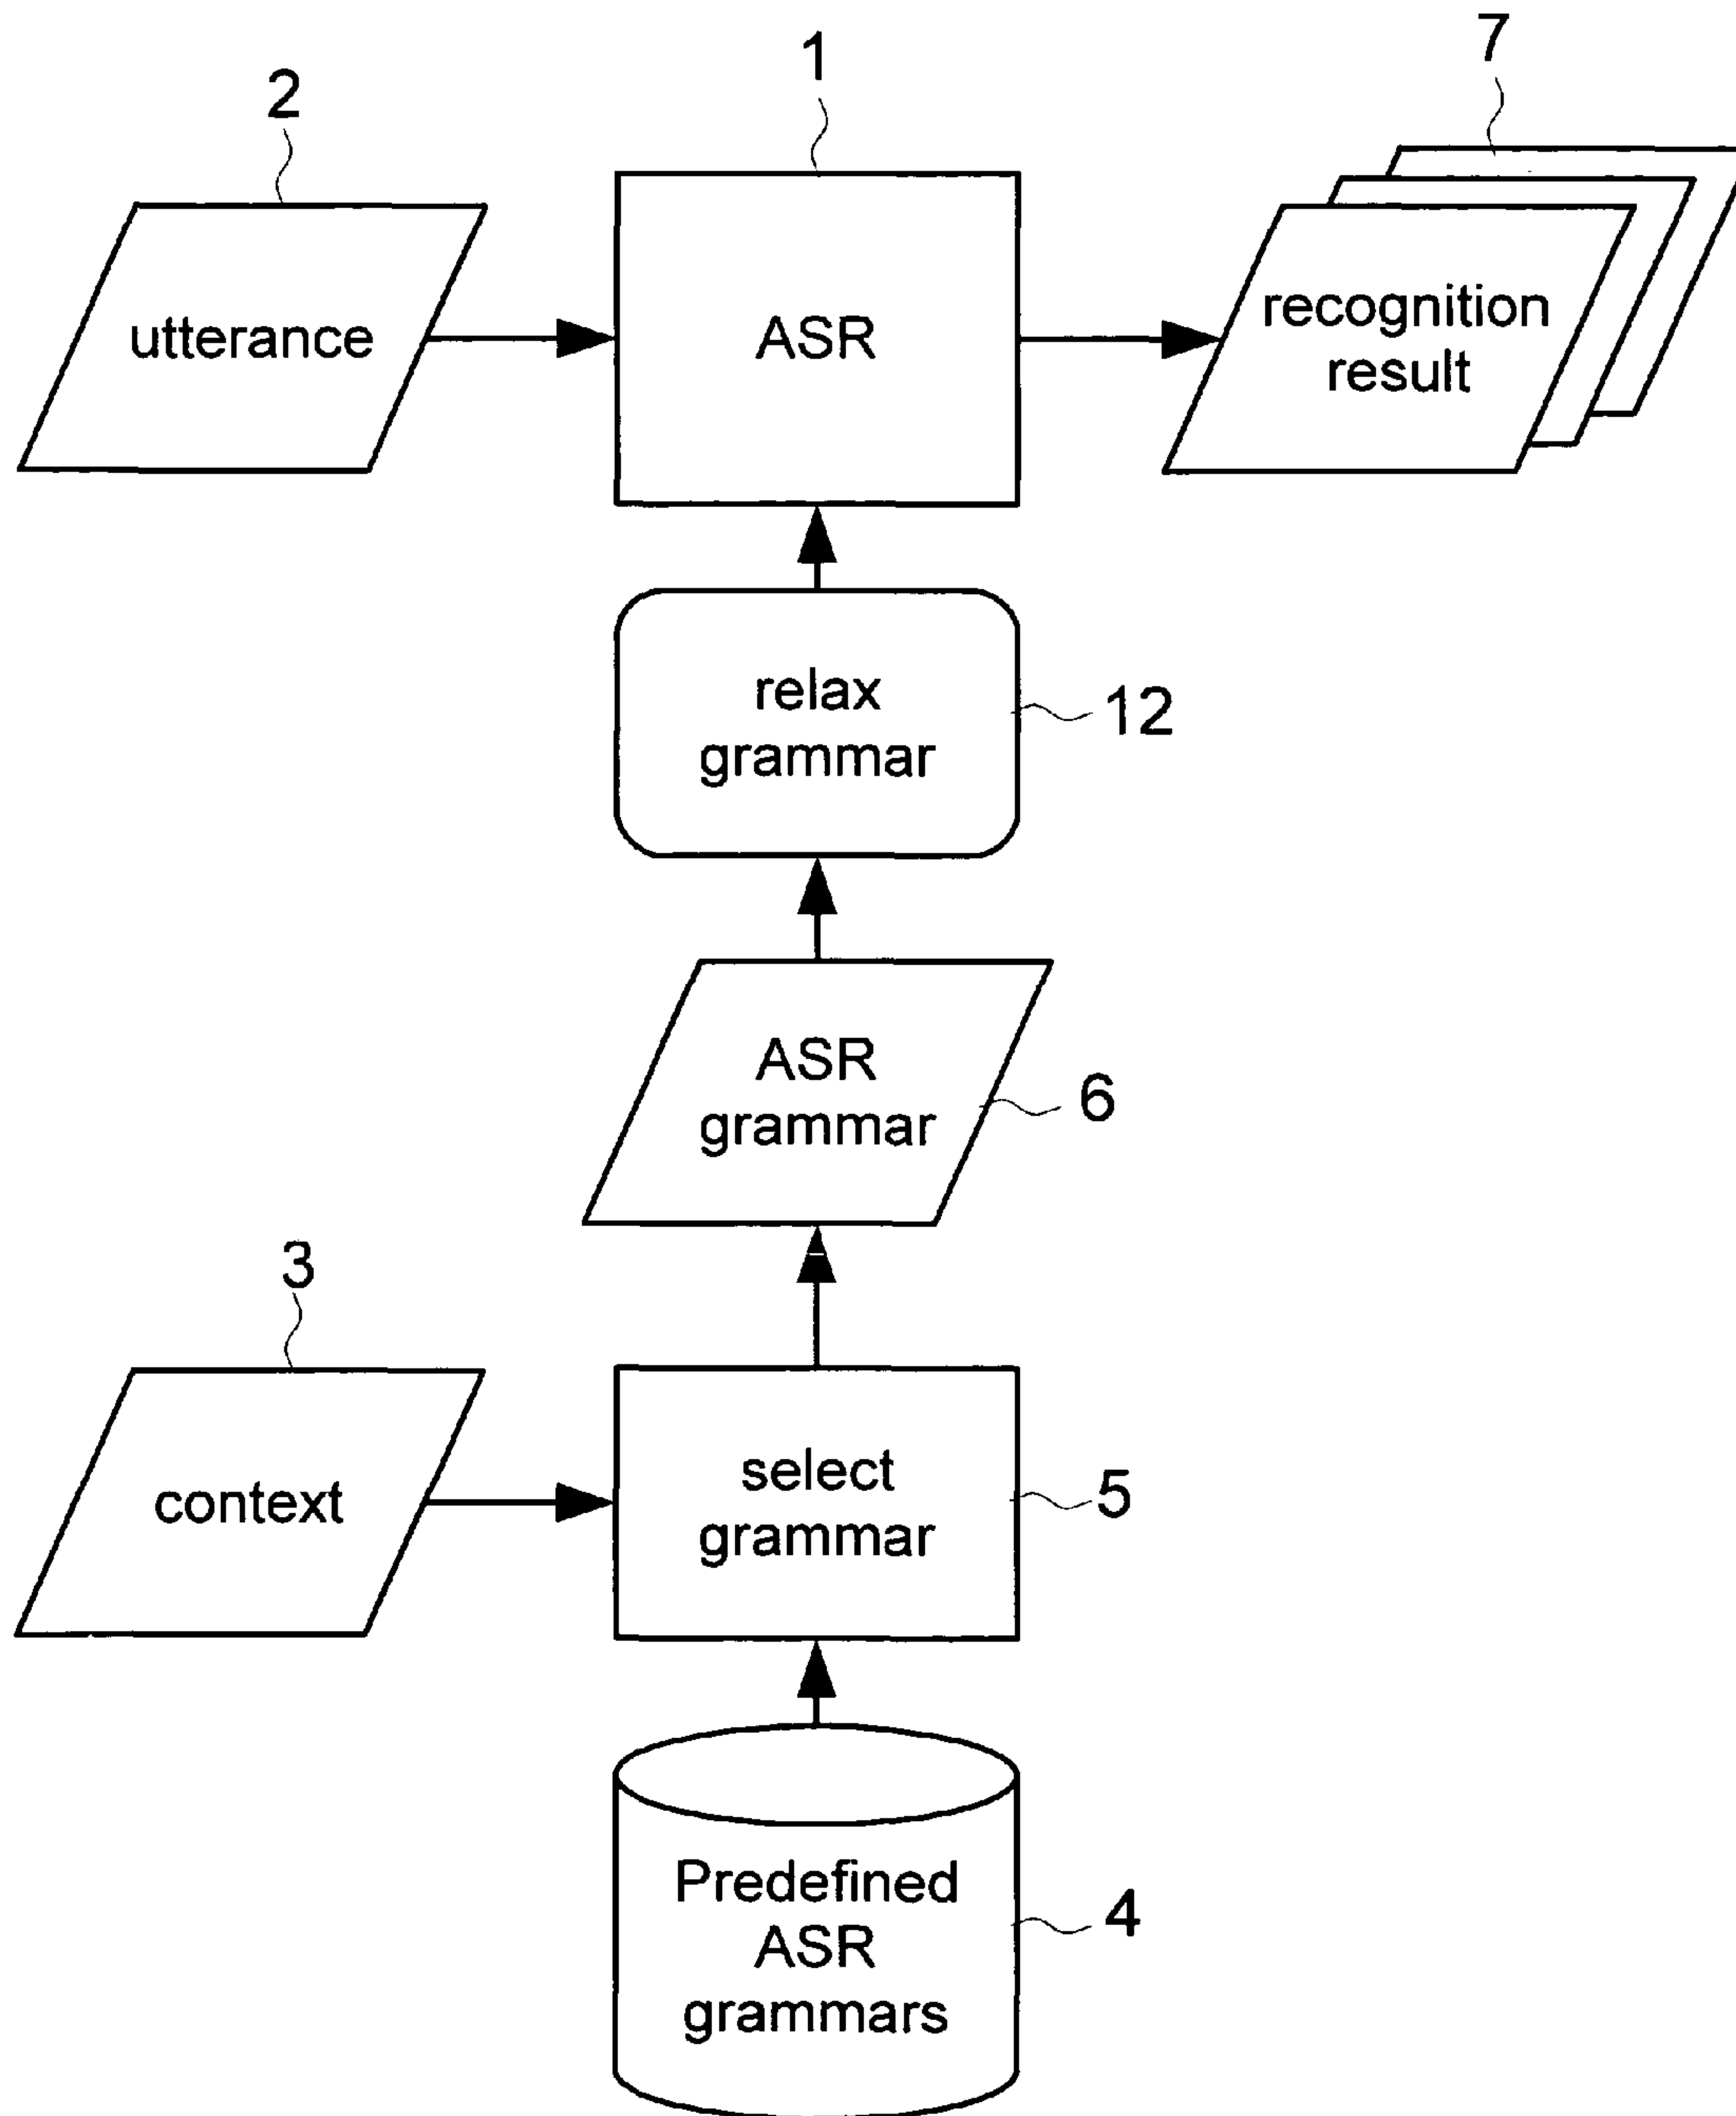 7
1
2
utterance
ASR
recognition
result
relax
grammar
12
ASR
grammar
6
3
context
select
grammar
5
Predefined
ASR
grammars
4